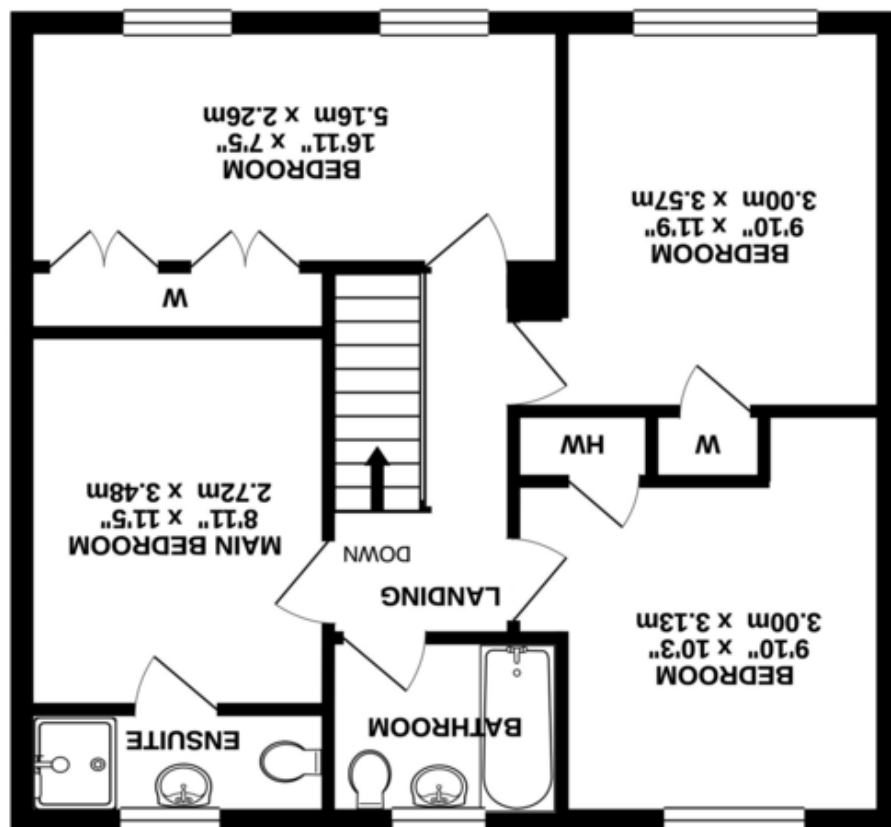 ENSUITE
BATHROOM
BEDROOM
9'10" x 10'3"
3.00m x 3.13m
LANDING
DOWN
MAIN BEDROOM
8'11" x 11'5"
2.72m x 3.48m
W
HW
W
BEDROOM
9'10" x 11'9"
3.00m x 3.57m
BEDROOM
16'11" x 7'5"
5.16m x 2.26m